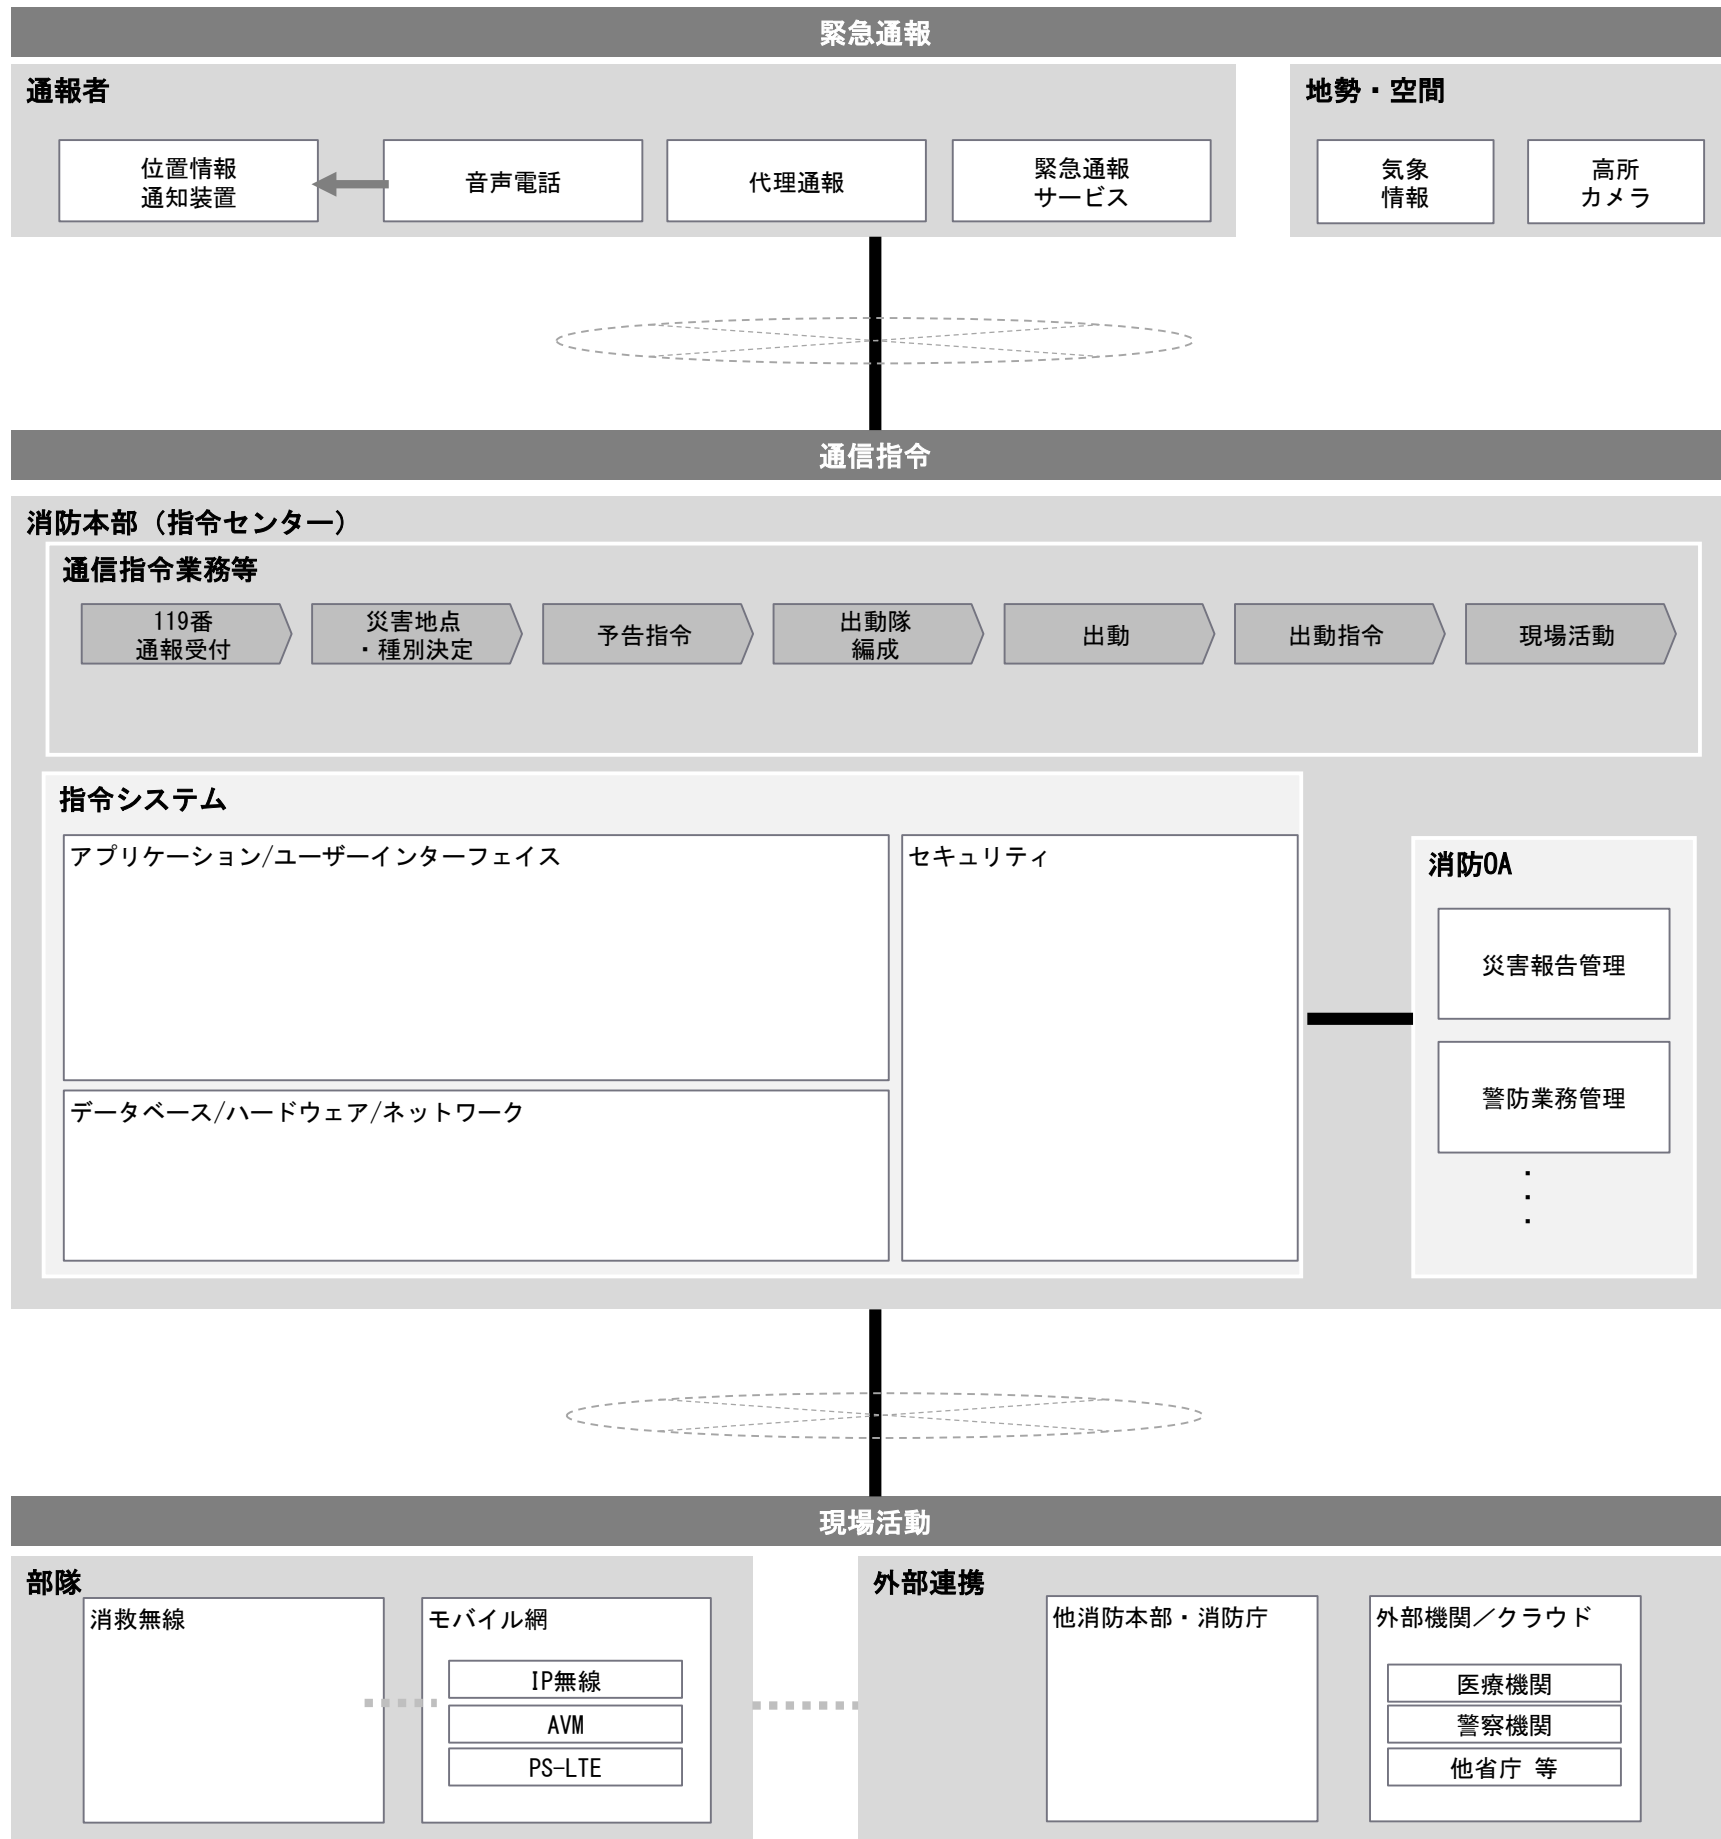 緊急通報
通報者
位置情報
通知装置
音声電話
代理通報
緊急通報
サービス
地勢・空間
気象
情報
高所
カメラ
通信指令
消防本部（指令センター）
通信指令業務等
119番
通報受付
災害地点
・種別決定
予告指令
出動隊
編成
出動
出動指令
現場活動
指令システム
アプリケーション/ユーザーインターフェイス
セキュリティ
データベース/ハードウェア/ネットワーク
消防OA
災害報告管理
警防業務管理
・
・
・
現場活動
部隊
消救無線
モバイル網
IP無線
AVM
PS-LTE
外部連携
他消防本部・消防庁
外部機関／クラウド
医療機関
警察機関
他省庁 等